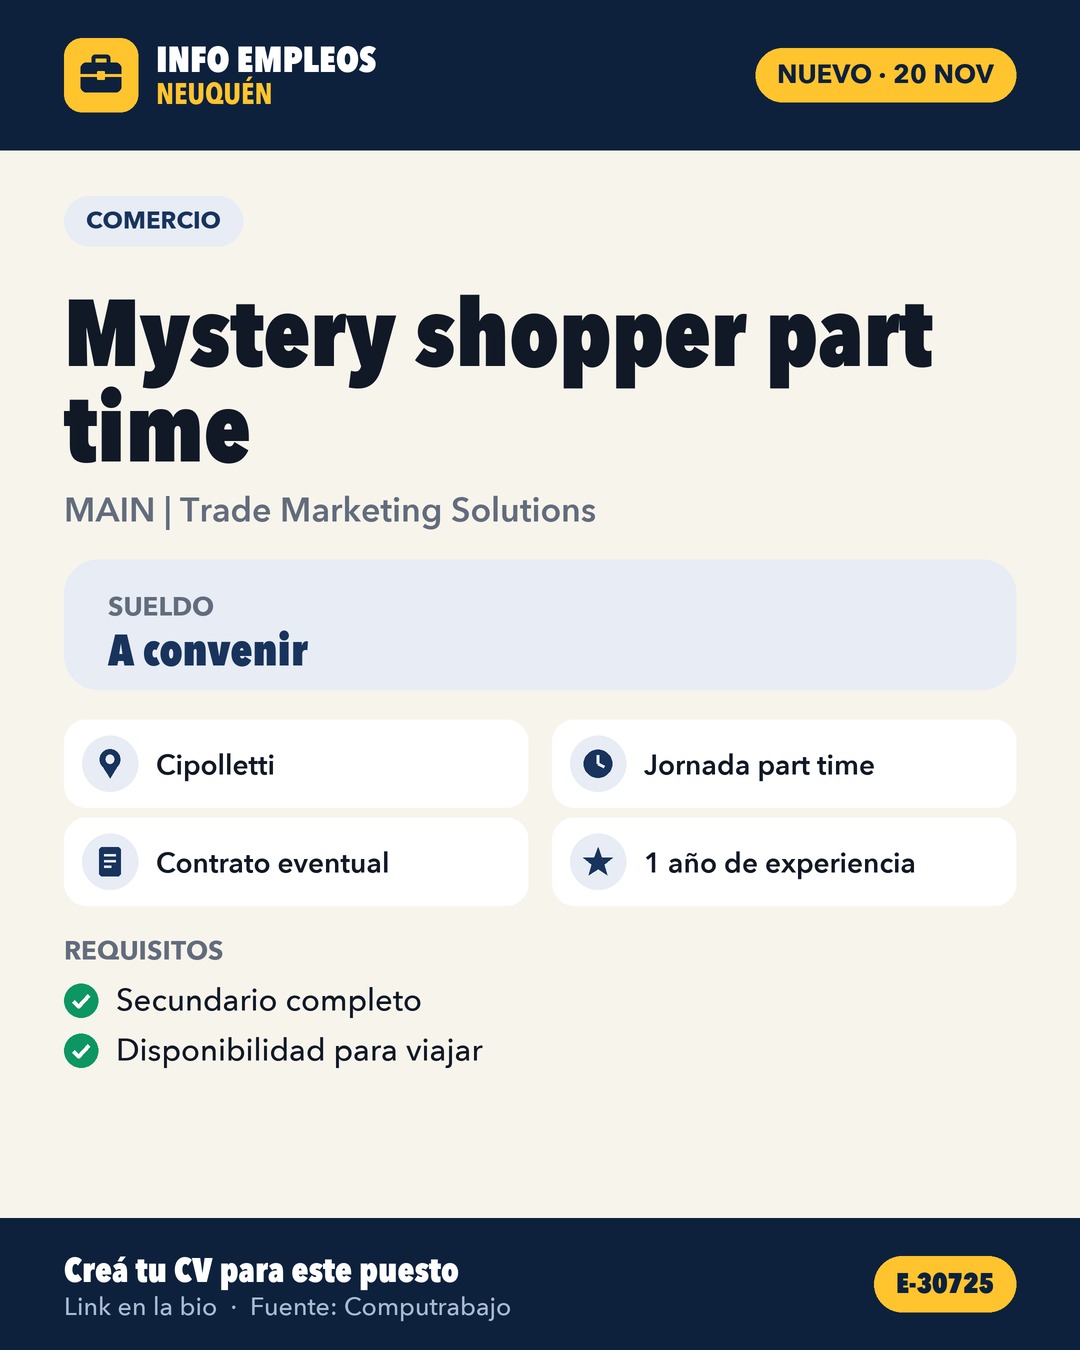 INFO EMPLEOS
NEUQUÉN
NUEVO · 20 NOV
COMERCIO
Mystery shopper part
time
MAIN | Trade Marketing Solutions
SUELDO
A convenir
Cipolletti
Jornada part time
Contrato eventual
1 año de experiencia
REQUISITOS
Secundario completo
Disponibilidad para viajar
Creá tu CV para este puesto
Link en la bio · Fuente: Computrabajo
E-30725